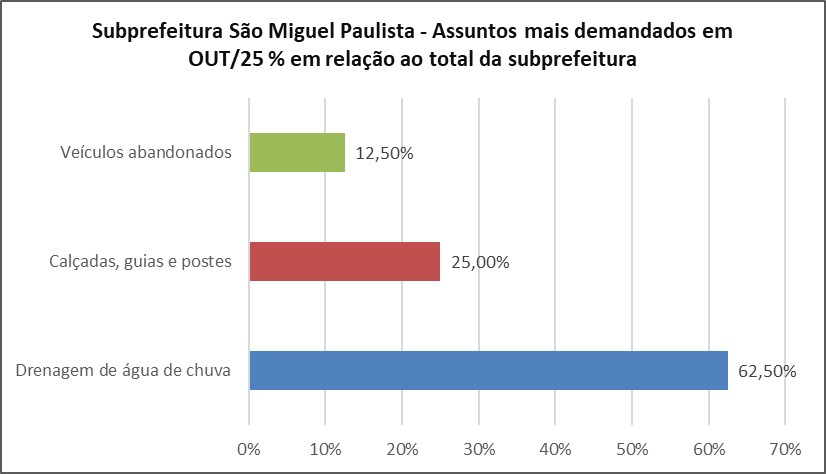 Subprefeitura São Miguel Paulista - Assuntos mais demandados em
OUT/25 % em relação ao total da subprefeitura
Veículos abandonados
12,50%
Calçadas, guias e postes
25,00%
Drenagem de água de chuva
62,50%
0% 10% 20% 30% 40% 50% 60% 70%